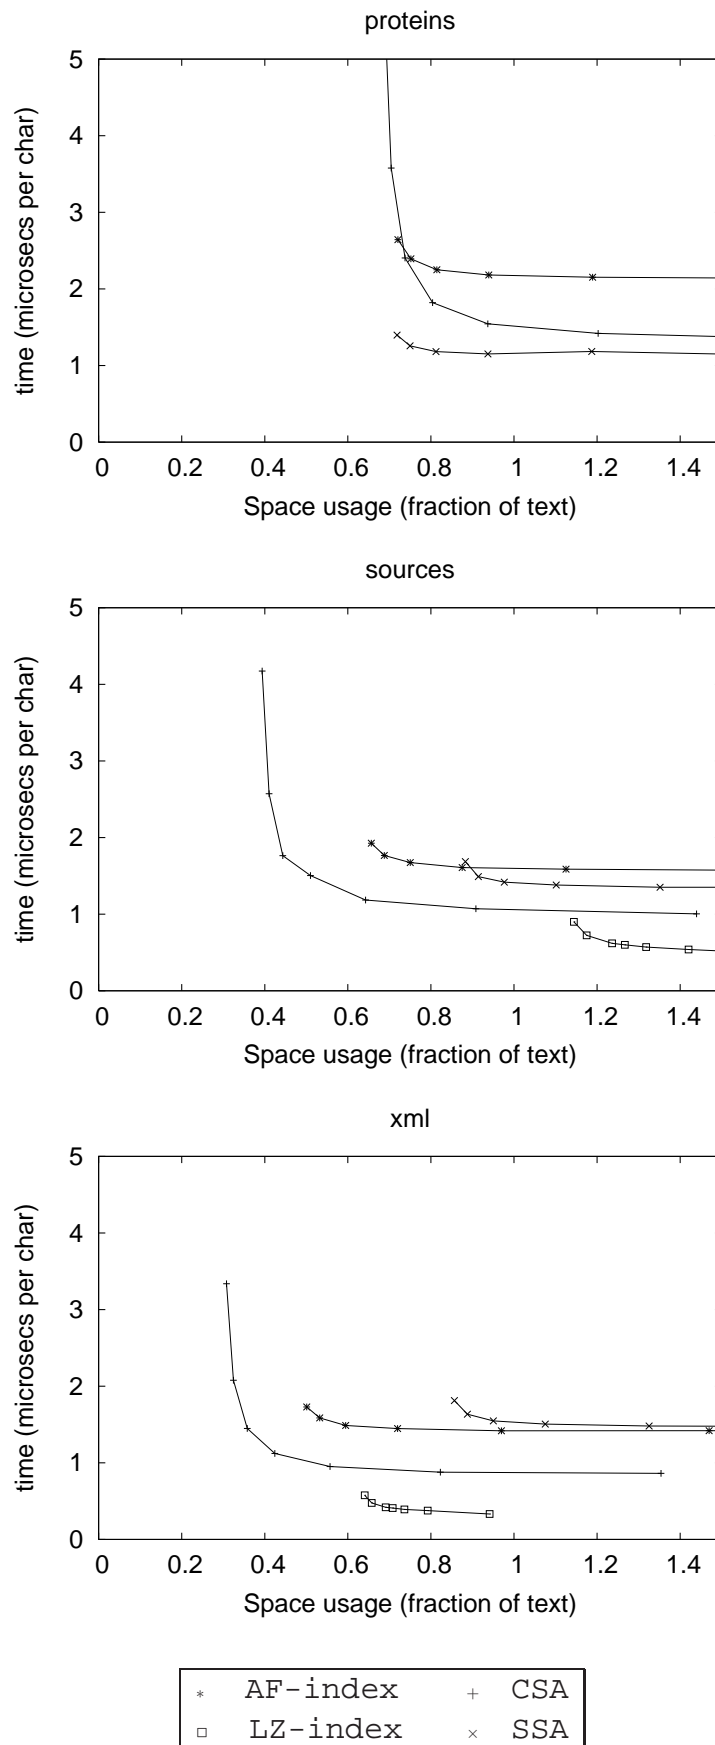 proteins
5
4
3
2
1
0
time (microsecs per char)
0 0.2 0.4 0.6 0.8 1 1.2 1.4
Space usage (fraction of text)
sources
5
4
3
2
1
0
time (microsecs per char)
0 0.2 0.4 0.6 0.8 1 1.2 1.4
Space usage (fraction of text)
xml
5
4
3
2
1
0
time (microsecs per char)
0 0.2 0.4 0.6 0.8 1 1.2 1.4
Space usage (fraction of text)
AF-index CSA
LZ-index SSA